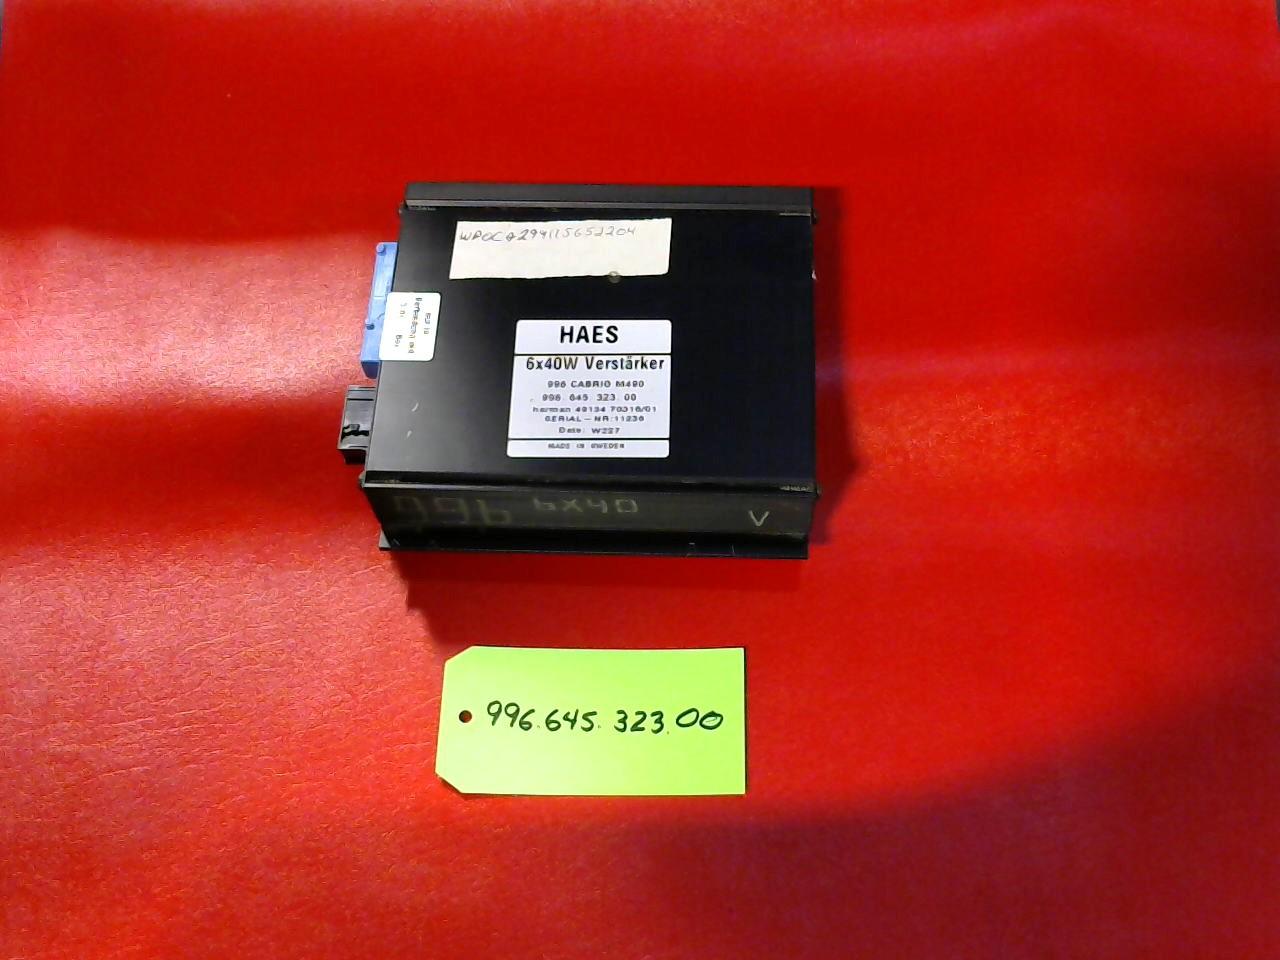 WP0CA299115652204
HAES
6x40W Verstärker
996 CABRIO M490
996 . 645 . 323 . 00
harman 49134 70316/01
SERIAL - NR:11236
Date: W227
MADE IN SWEDEN
996 6x40 V
996.645.323.00